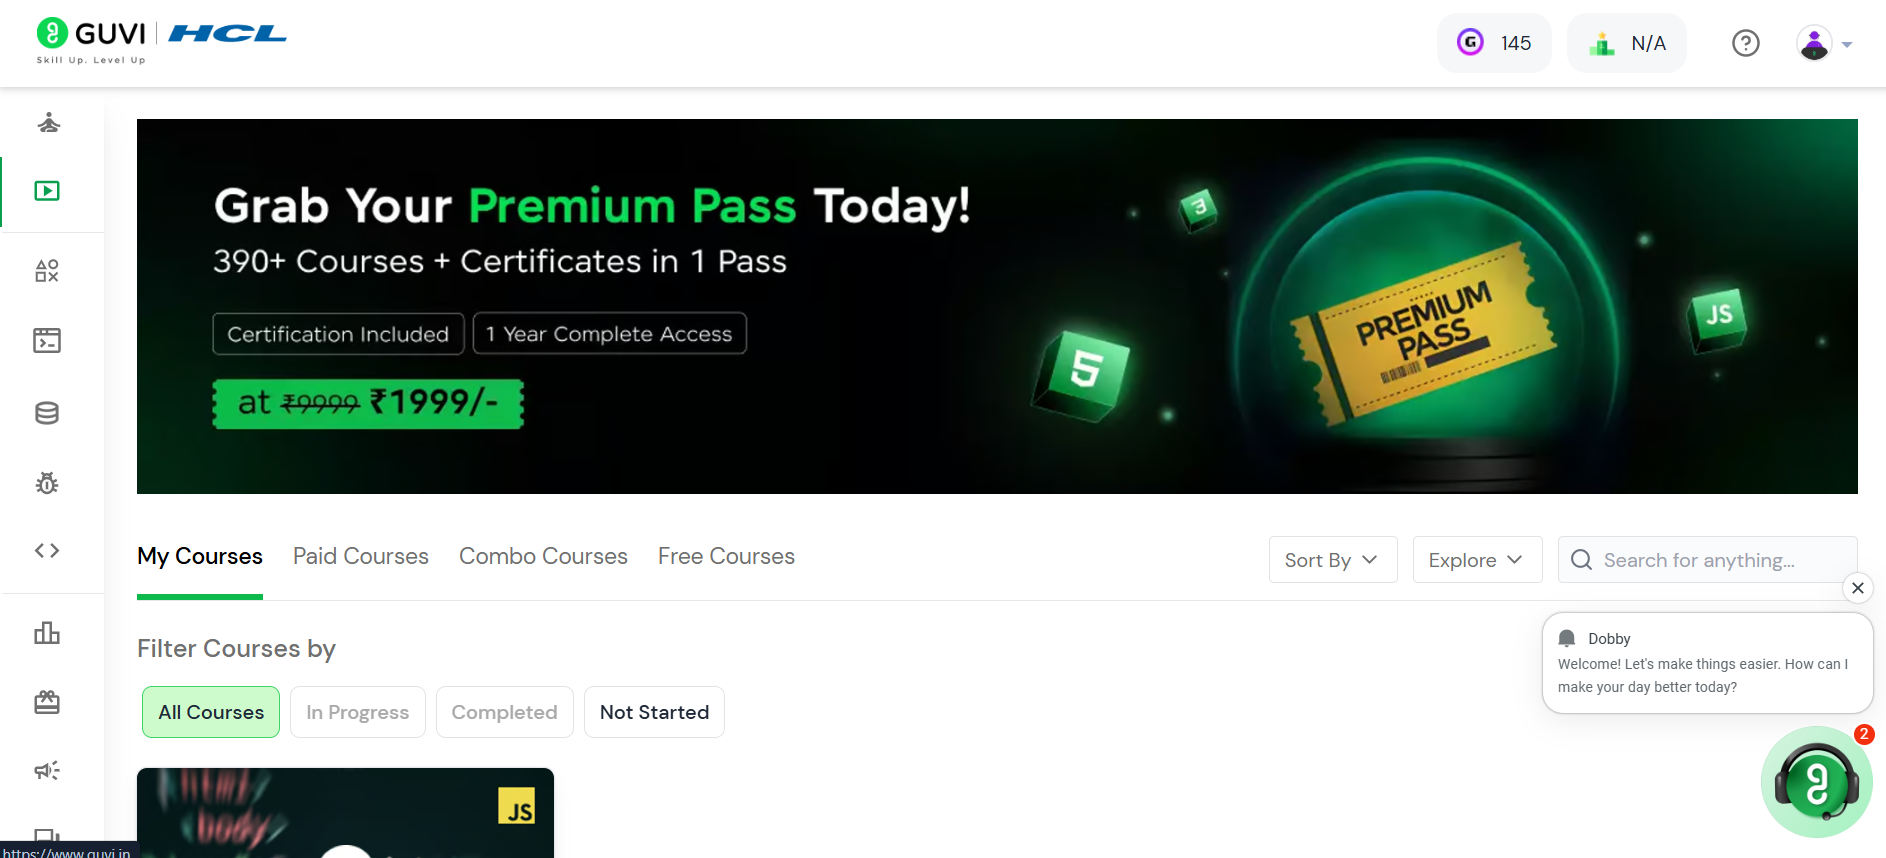 GUVI | HCL
Skill Up. Level Up
145
N/A
Grab Your Premium Pass Today!
390+ Courses + Certificates in 1 Pass
Certification Included
1 Year Complete Access
at ₹9999 ₹1999/-
3
5
JS
PREMIUM
PASS
My Courses
Paid Courses
Combo Courses
Free Courses
Sort By
Explore
Search for anything...
Filter Courses by
All Courses
In Progress
Completed
Not Started
Dobby
Welcome! Let's make things easier. How can I
make your day better today?
2
html
body
JS
https://www.guvi.in